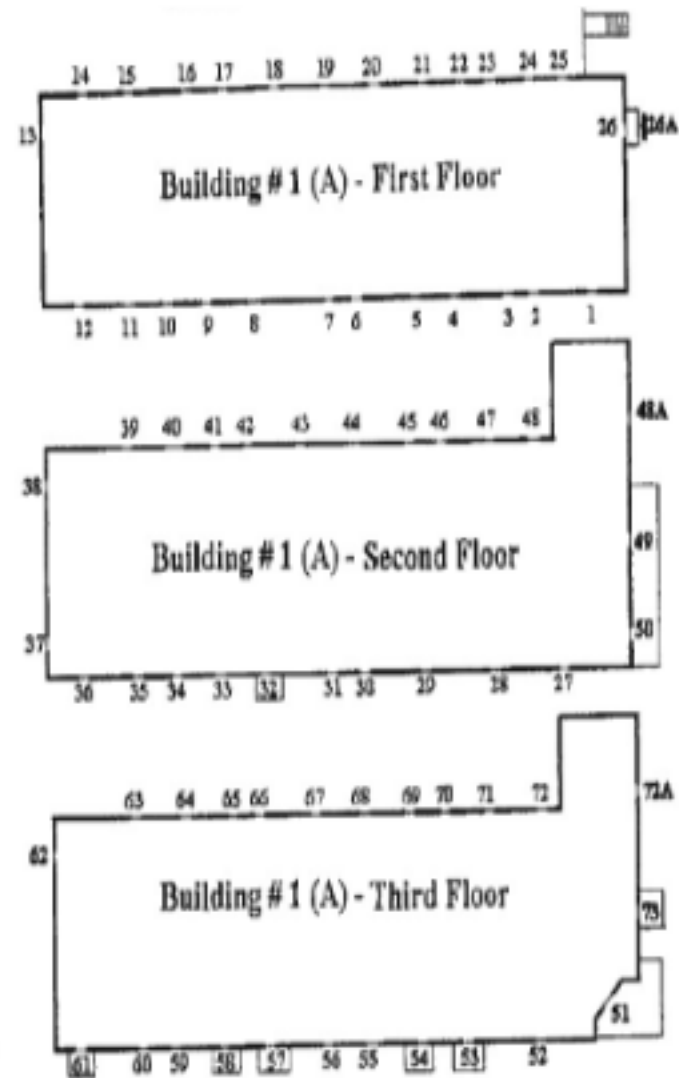 14 15 16 17 18 19 20 21 22 23 24 25
13
26 26A
Building # 1 (A) - First Floor
12 11 10 9 8 7 6 5 4 3 2 1
39 40 41 42 43 44 45 46 47 48
48A
38
49
Building # 1 (A) - Second Floor
37
50
36 35 34 33 32 31 30 29 28 27
63 64 65 66 67 68 69 70 71 72
72A
62
Building # 1 (A) - Third Floor
73
51
61 60 59 58 57 56 55 54 53 52